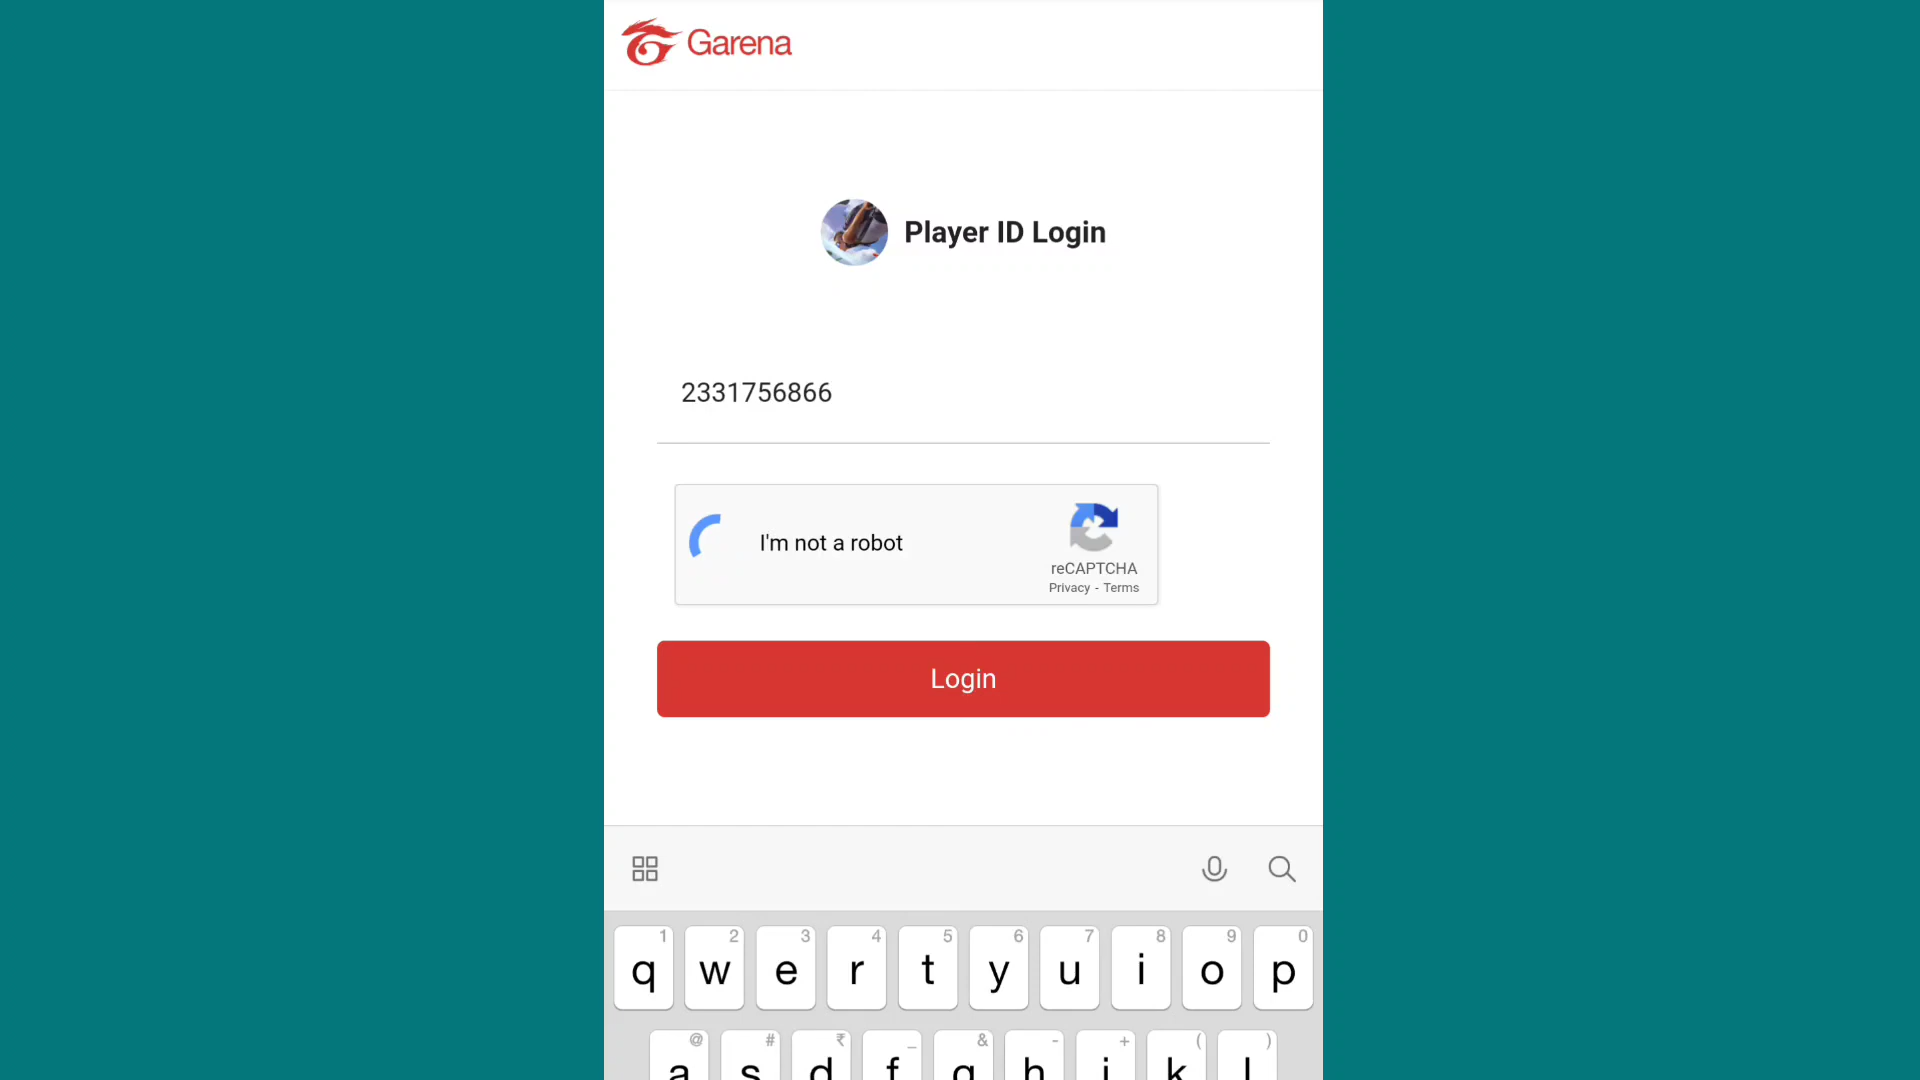 Garena
Player ID Login
2331756866
I'm not a robot
reCAPTCHA
Privacy - Terms
Login
1 2 3 4 5 6 7 8 9 0
q w e r t y u i o p
@ # ₹ _ & - + ( )
a s d f g h j k l